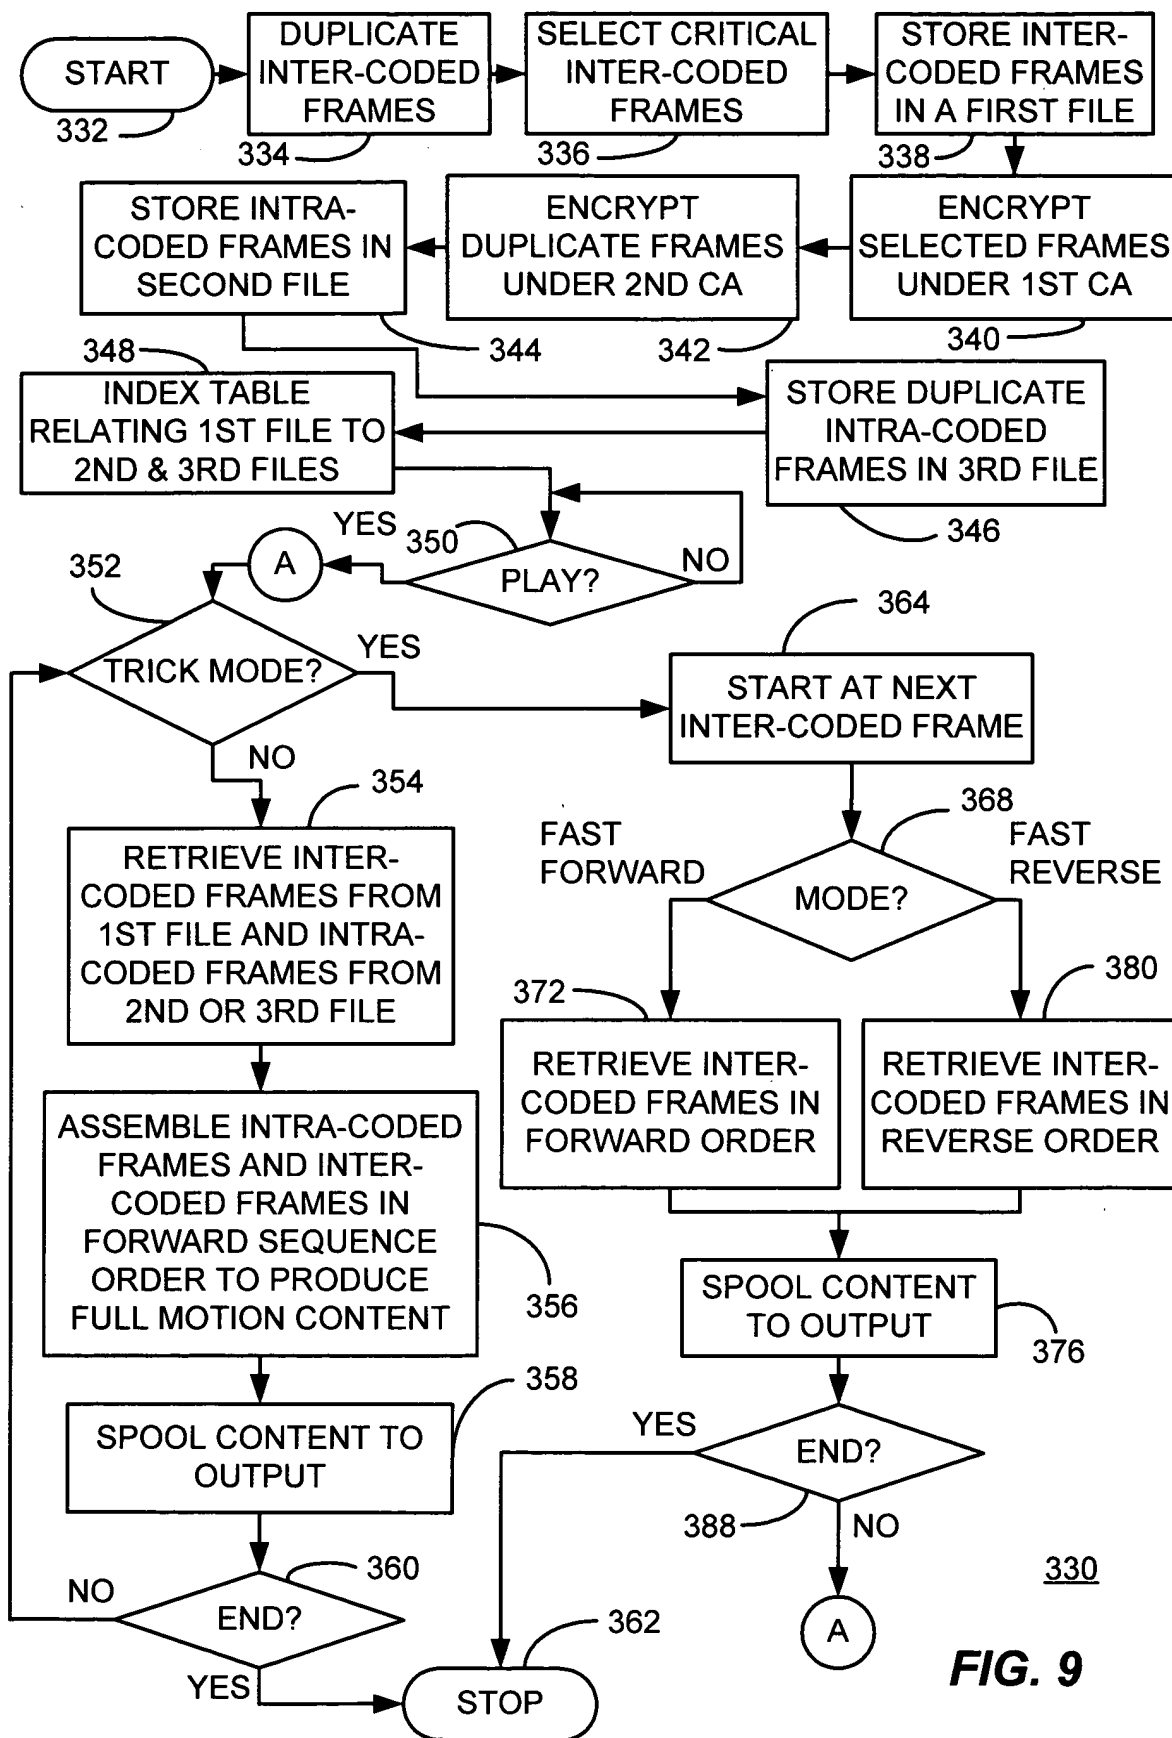 START
332
DUPLICATE
INTER-CODED
FRAMES
334
SELECT CRITICAL
INTER-CODED
FRAMES
336
STORE INTER-
CODED FRAMES
IN A FIRST FILE
338
STORE INTRA-
CODED FRAMES IN
SECOND FILE
344
ENCRYPT
DUPLICATE FRAMES
UNDER 2ND CA
342
ENCRYPT
SELECTED FRAMES
UNDER 1ST CA
340
348
INDEX TABLE
RELATING 1ST FILE TO
2ND & 3RD FILES
STORE DUPLICATE
INTRA-CODED
FRAMES IN 3RD FILE
346
YES
350
A
PLAY?
NO
352
TRICK MODE?
YES
NO
364
START AT NEXT
INTER-CODED FRAME
354
RETRIEVE INTER-
CODED FRAMES FROM
1ST FILE AND INTRA-
CODED FRAMES FROM
2ND OR 3RD FILE
368
FAST
FORWARD
MODE?
FAST
REVERSE
372
RETRIEVE INTER-
CODED FRAMES IN
FORWARD ORDER
380
RETRIEVE INTER-
CODED FRAMES IN
REVERSE ORDER
ASSEMBLE INTRA-CODED
FRAMES AND INTER-
CODED FRAMES IN
FORWARD SEQUENCE
ORDER TO PRODUCE
FULL MOTION CONTENT
356
SPOOL CONTENT
TO OUTPUT
376
358
SPOOL CONTENT TO
OUTPUT
YES
END?
388
NO
360
NO
END?
YES
362
STOP
A
330
FIG. 9